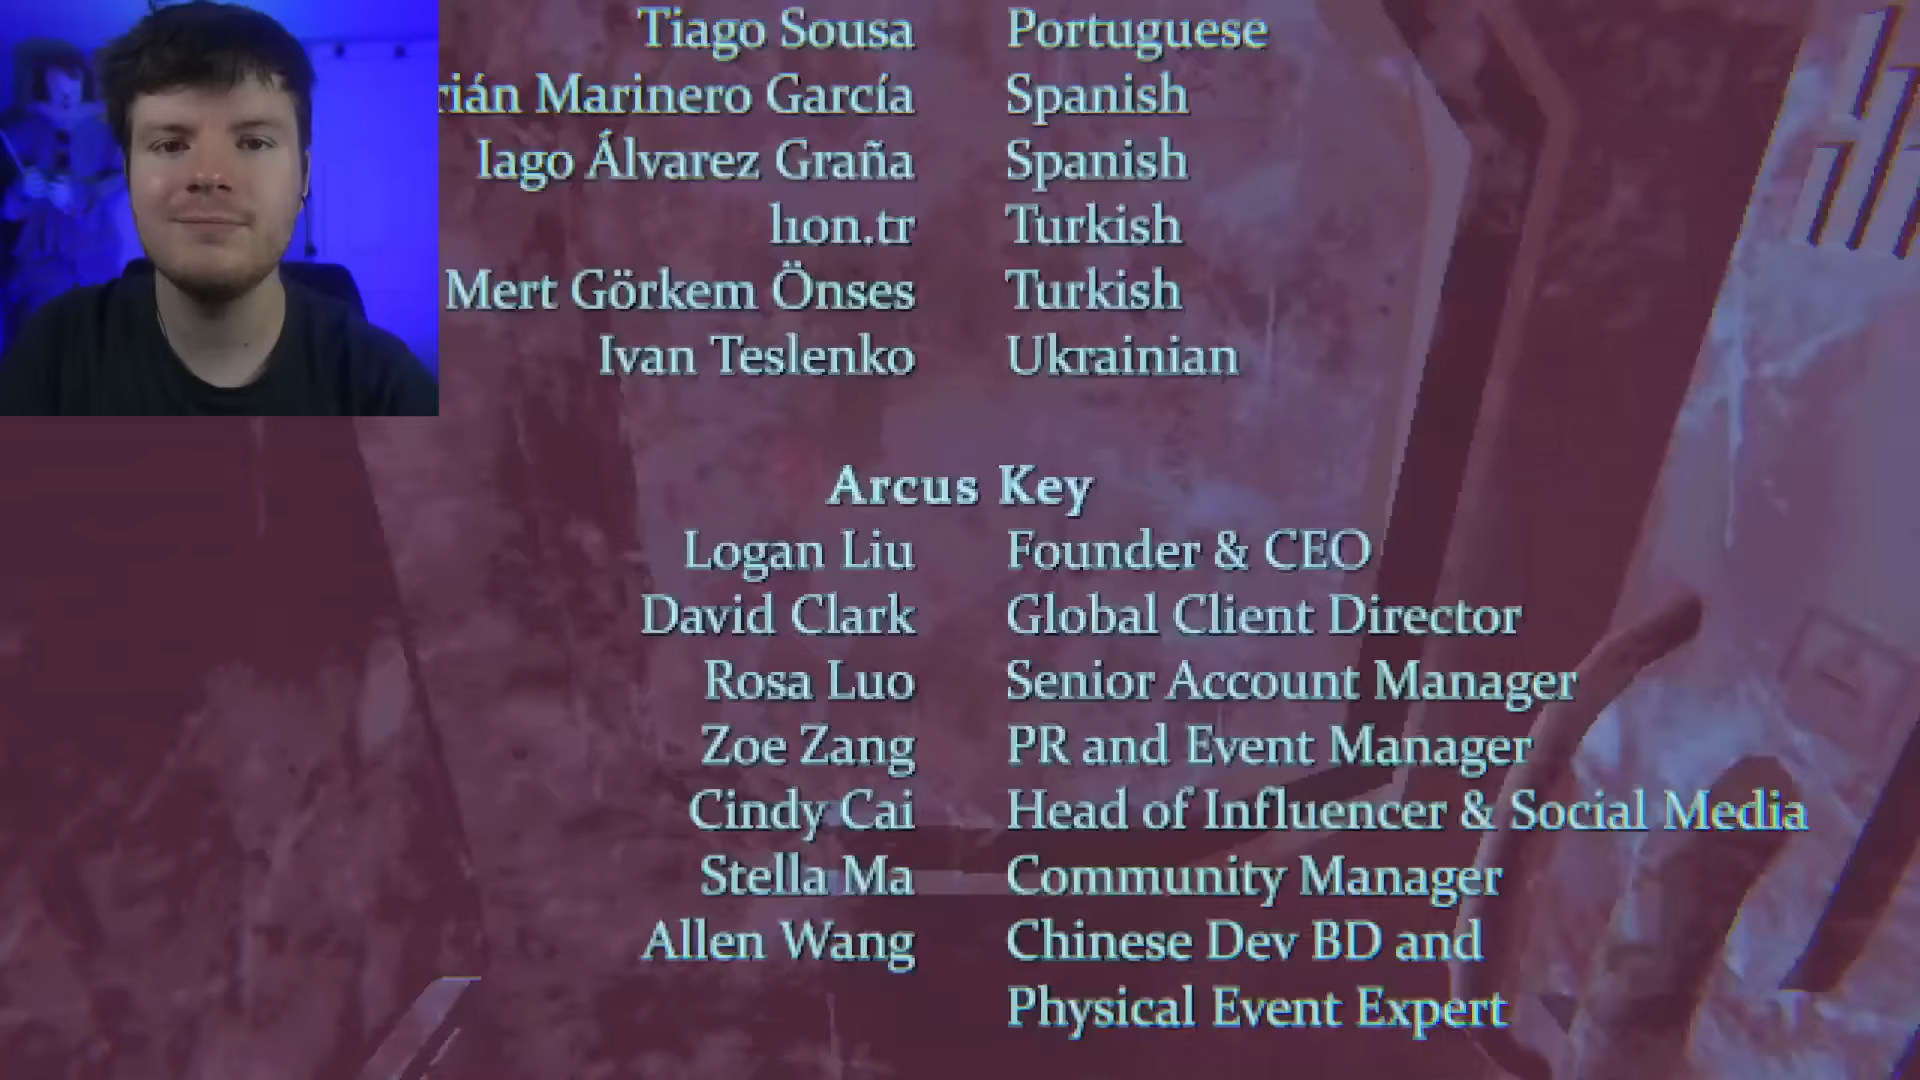 Tiago Sousa Portuguese
Marinero García Spanish
Iago Álvarez Graña Spanish
lıon.tr Turkish
Mert Görkem Önses Turkish
Ivan Teslenko Ukrainian
Arcus Key
Logan Liu Founder & CEO
David Clark Global Client Director
Rosa Luo Senior Account Manager
Zoe Zang PR and Event Manager
Cindy Cai Head of Influencer & Social Media
Stella Ma Community Manager
Allen Wang Chinese Dev BD and
Physical Event Expert